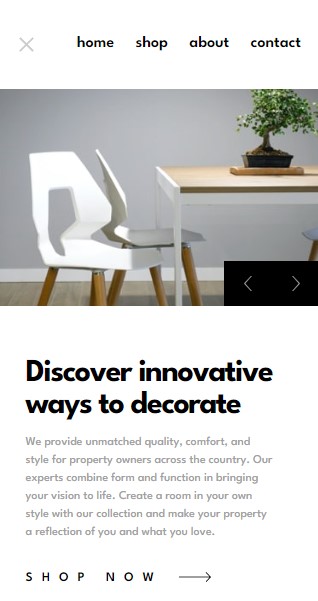 home shop about contact
Discover innovative
ways to decorate
We provide unmatched quality, comfort, and
style for property owners across the country. Our
experts combine form and function in bringing
your vision to life. Create a room in your own
style with our collection and make your property
a reflection of you and what you love.
SHOP NOW